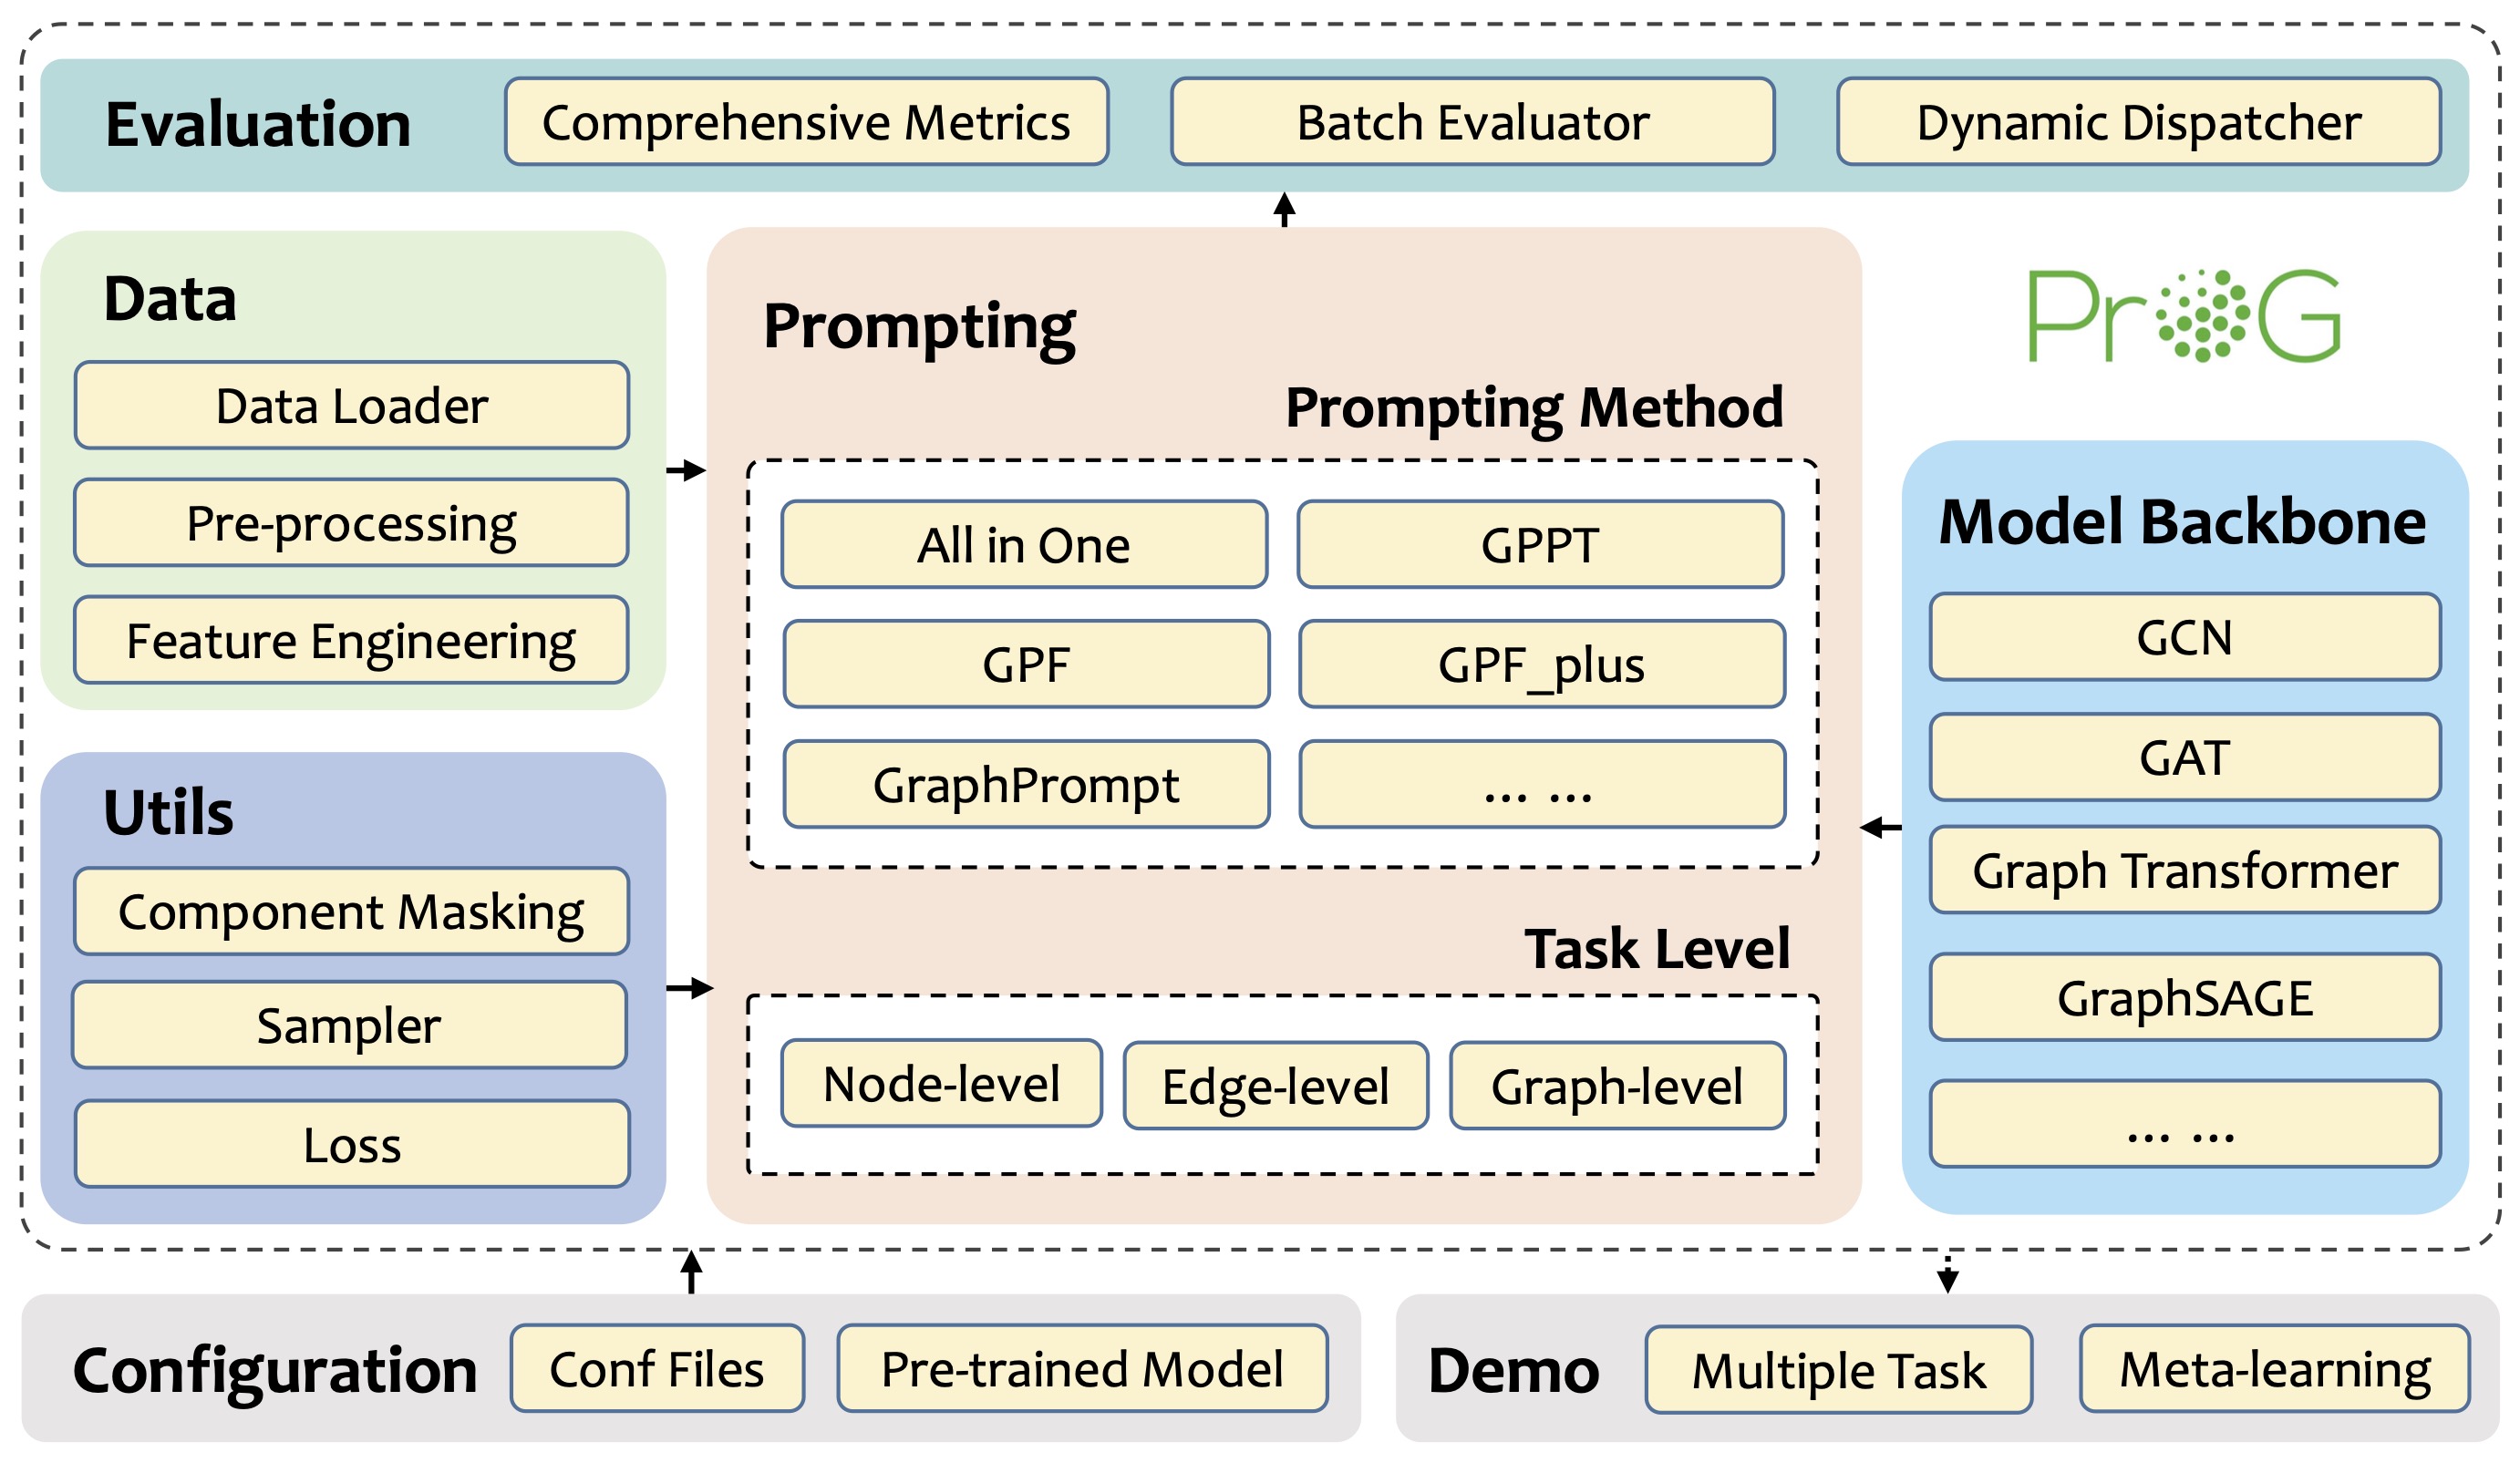 Evaluation
Comprehensive Metrics
Batch Evaluator
Dynamic Dispatcher
Data
Data Loader
Pre-processing
Feature Engineering
Utils
Component Masking
Sampler
Loss
Prompting
Prompting Method
All in One
GPPT
GPF
GPF_plus
GraphPrompt
... ...
Task Level
Node-level
Edge-level
Graph-level
ProG
Model Backbone
GCN
GAT
Graph Transformer
GraphSAGE
... ...
Configuration
Conf Files
Pre-trained Model
Demo
Multiple Task
Meta-learning